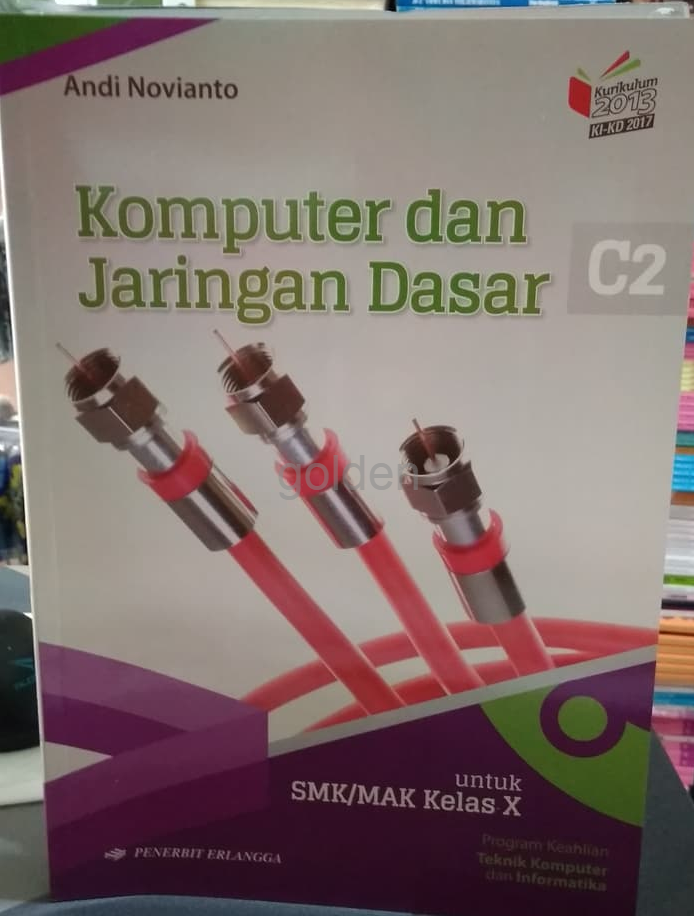 Andi Novianto
Kurikulum
2013
KI-KD 2017
Komputer dan
Jaringan Dasar
C2
golden
untuk
SMK/MAK Kelas X
PENERBIT ERLANGGA
Program Keahlian
Teknik Komputer
dan Informatika